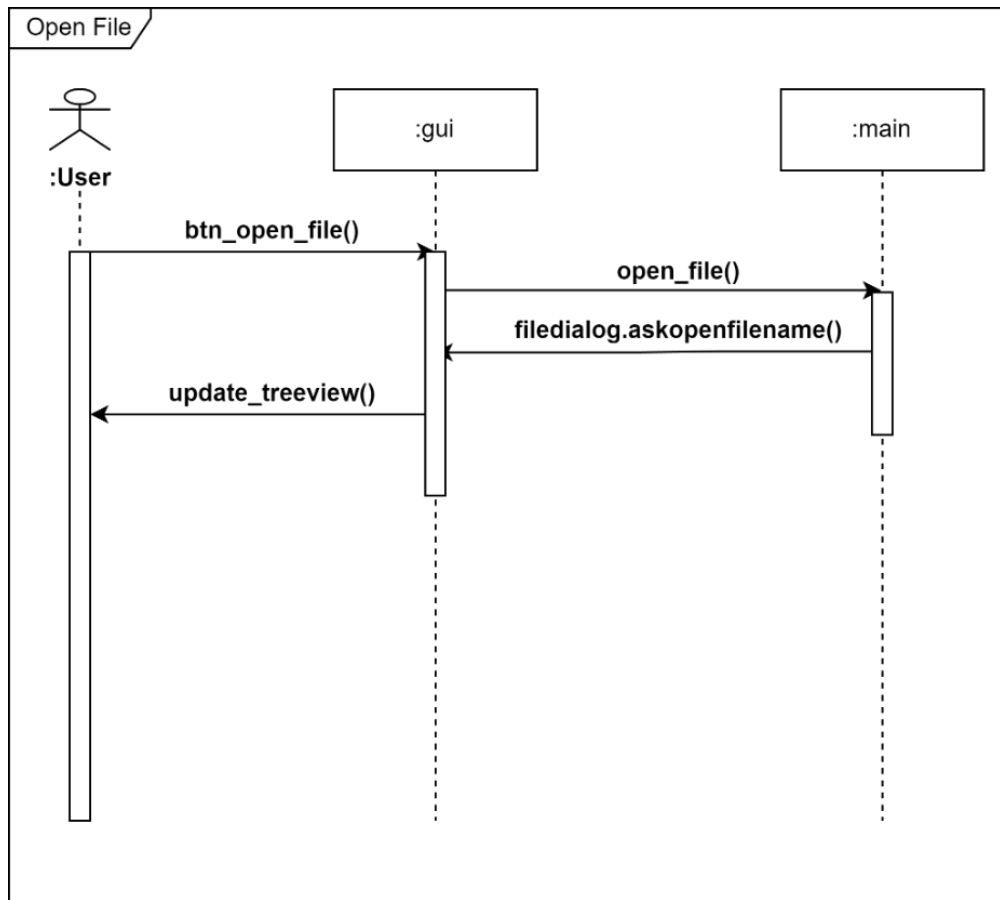 Open File
:gui
:main
:User
btn_open_file()
open_file()
filedialog.askopenfilename()
update_treeview()